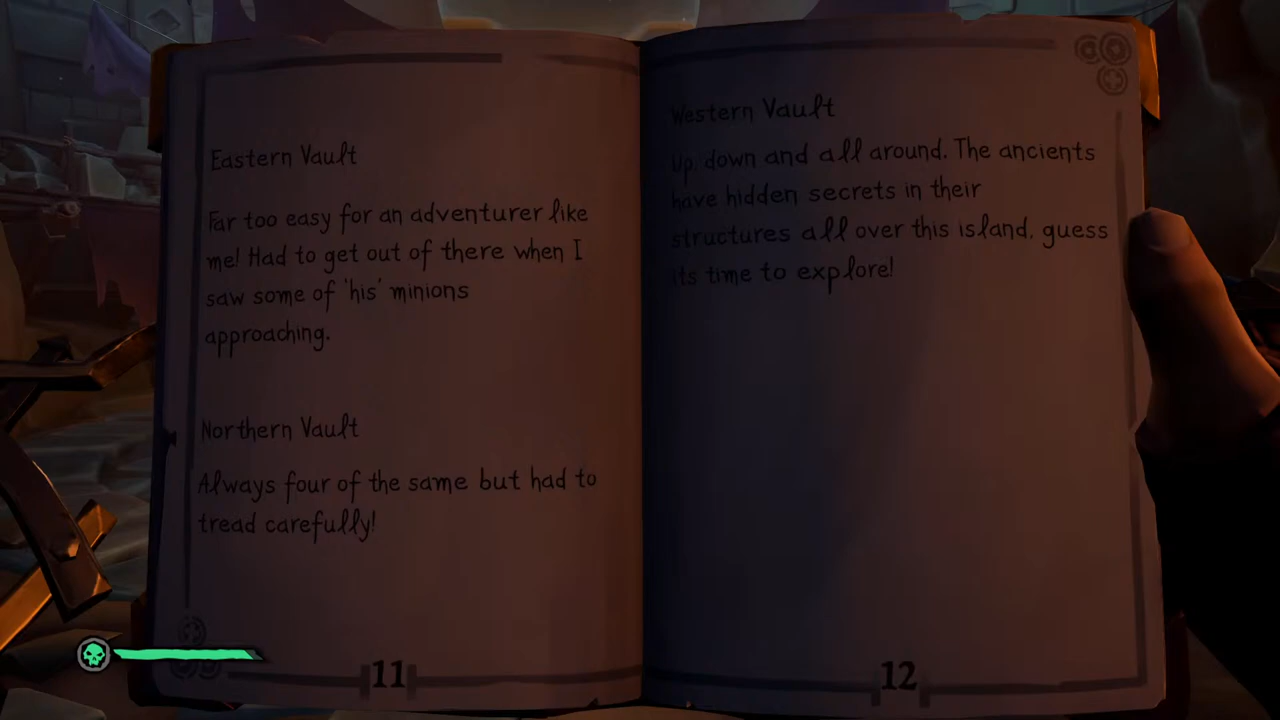 Eastern Vault
Far too easy for an adventurer like
me! Had to get out of there when I
saw some of 'his' minions
approaching.
Northern Vault
Always four of the same but had to
tread carefully!
11
Western Vault
Up, down and all around. The ancients
have hidden secrets in their
structures all over this island, guess
its time to explore!
12